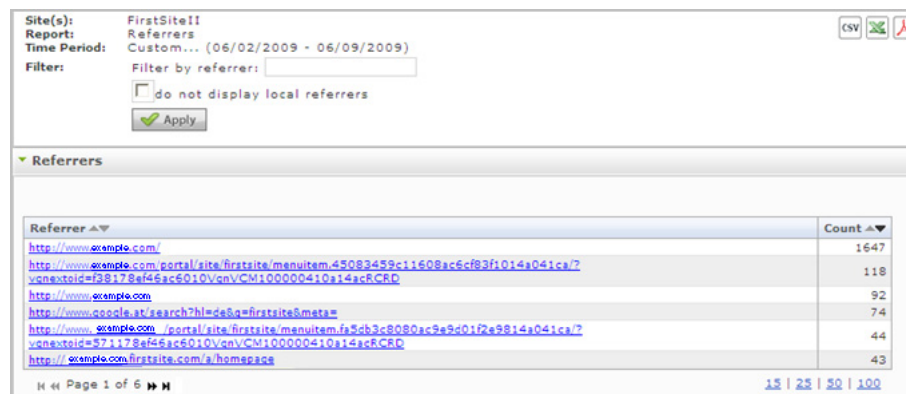 Site(s): FirstSiteII
Report: Referrers
Time Period: Custom... (06/02/2009 - 06/09/2009)
Filter: Filter by referrer:
do not display local referrers
Apply
CSV
Referrers
Referrer Count
http://www.example.com/ 1647
http://www.example.com/portal/site/firstsite/menuitem.45083459c11608ac6cf83f1014a041ca/?
vgnextoid=f38178ef46ac6010VgnVCM100000410a14acRCRD 118
http://www.example.com 92
http://www.google.at/search?hl=de&q=firstsite&meta= 74
http://www. example.com /portal/site/firstsite/menuitem.fa5db3c8080ac9e9d01f2e9814a041ca/?
vgnextoid=571178ef46ac6010VgnVCM100000410a14acRCRD 44
http:// example.com.firstsite.com/a/homepage 43
Page 1 of 6 15 | 25 | 50 | 100